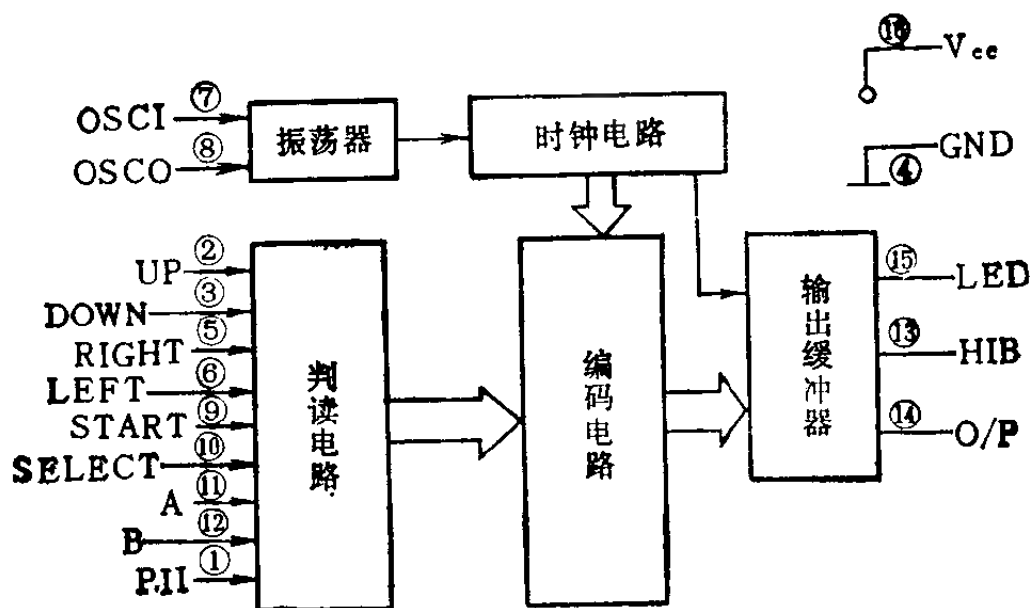 ⑯ Vcc
OSCI ⑦
OSCO ⑧
振荡器
时钟电路
GND
④
UP ②
DOWN ③
RIGHT ⑤
LEFT ⑥
START ⑨
SELECT ⑩
A ⑪
B ⑫
P.II ①
判读电路
编码电路
输出缓冲器
⑮ LED
⑬ HIB
⑭ O/P